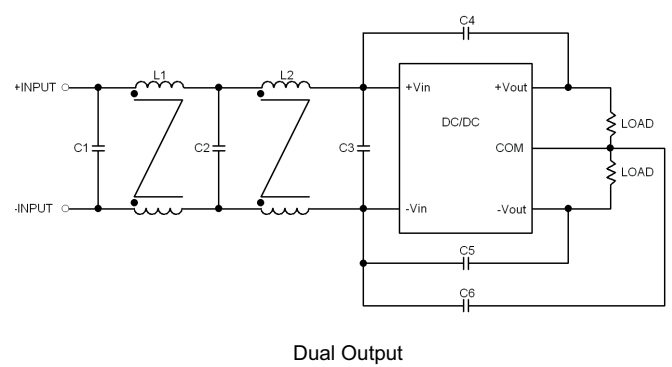 C4
L1
L2
+INPUT
+Vin
+Vout
LOAD
DC/DC
C1
C2
C3
COM
LOAD
-INPUT
-Vin
-Vout
C5
C6
Dual Output